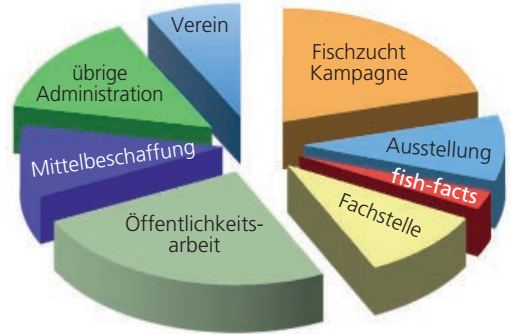 Verein
Fischzucht
Kampagne
übrige
Administration
Ausstellung
Mittelbeschaffung
fish-facts
Fachstelle
Öffentlichkeits-
arbeit